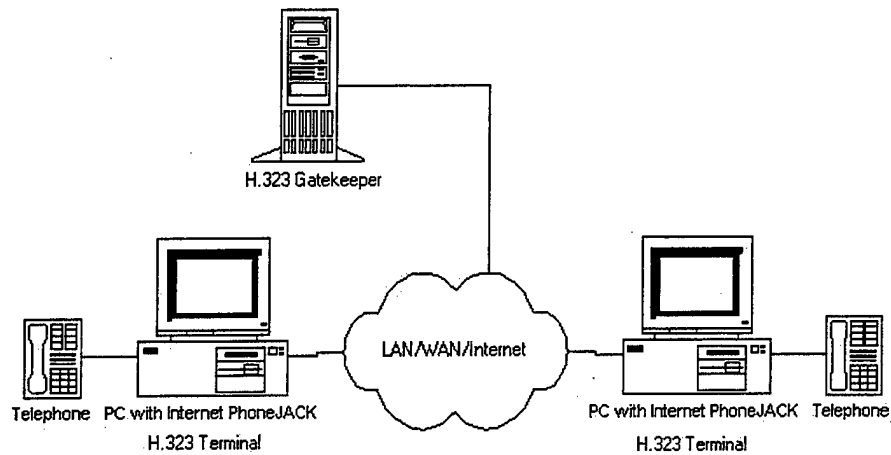 H.323 Gatekeeper
LAN/WAN/Internet
Telephone
PC with Internet PhoneJACK
H.323 Terminal
PC with Internet PhoneJACK
Telephone
H.323 Terminal